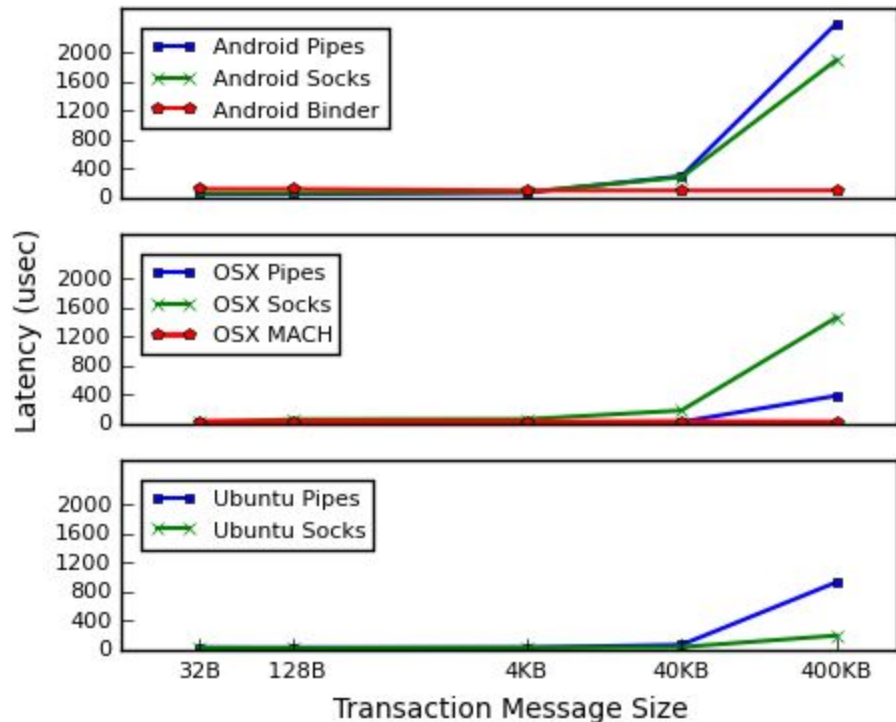 Android Pipes
Android Socks
Android Binder
2000
1600
1200
800
400
0
OSX Pipes
OSX Socks
OSX MACH
2000
1600
1200
800
400
0
Latency (usec)
Ubuntu Pipes
Ubuntu Socks
2000
1600
1200
800
400
0
32B 128B 4KB 40KB 400KB
Transaction Message Size